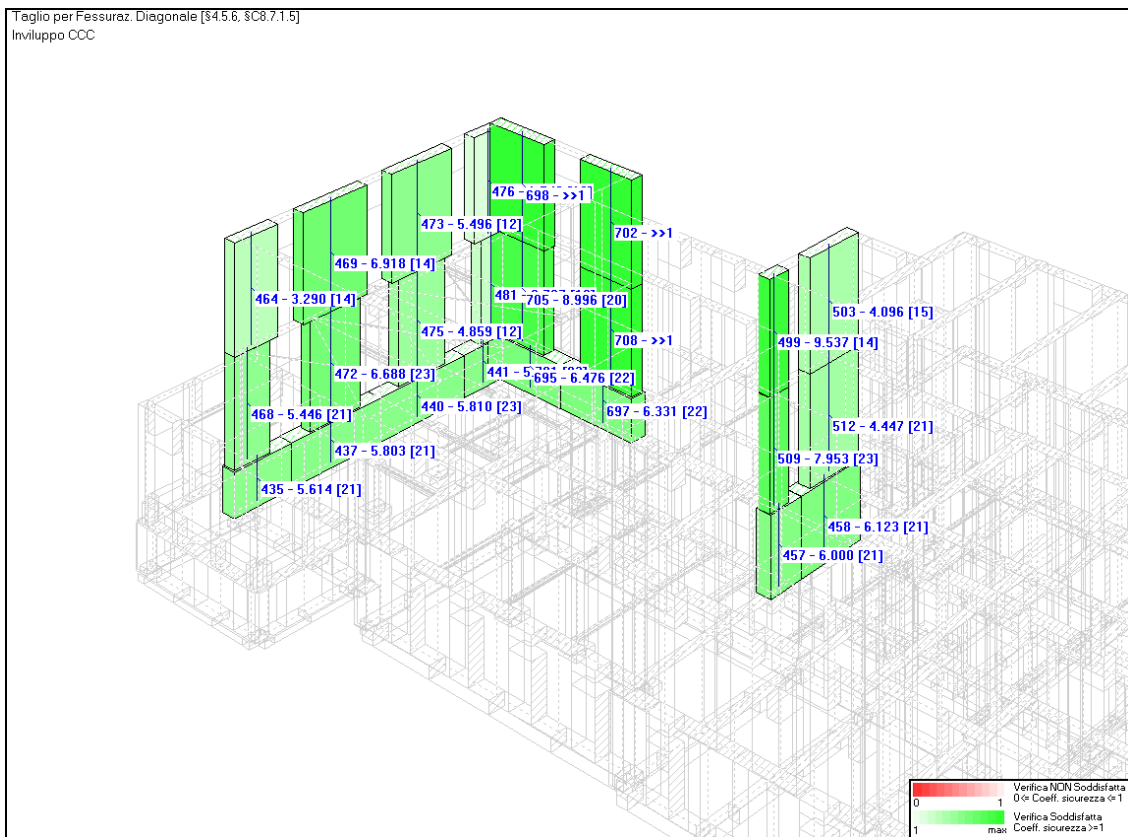 Taglio per Fessuraz. Diagonale [§4.5.6, §C8.7.1.5]
Inviluppo CCC
476 -
698 - >>1
473 - 5.496 [12]
702 - >>1
469 - 6.918 [14]
464 - 3.290 [14]
481
705 - 8.996 [20]
503 - 4.096 [15]
475 - 4.859 [12]
708 - >>1
499 - 9.537 [14]
472 - 6.688 [23]
441 -
695 - 6.476 [22]
468 - 5.446 [21]
440 - 5.810 [23]
697 - 6.331 [22]
512 - 4.447 [21]
437 - 5.803 [21]
509 - 7.953 [23]
435 - 5.614 [21]
458 - 6.123 [21]
457 - 6.000 [21]
Verifica NON Soddisfatta
0<= Coeff. sicurezza <=1
0 1
Verifica Soddisfatta
Coeff. sicurezza >=1
1 max